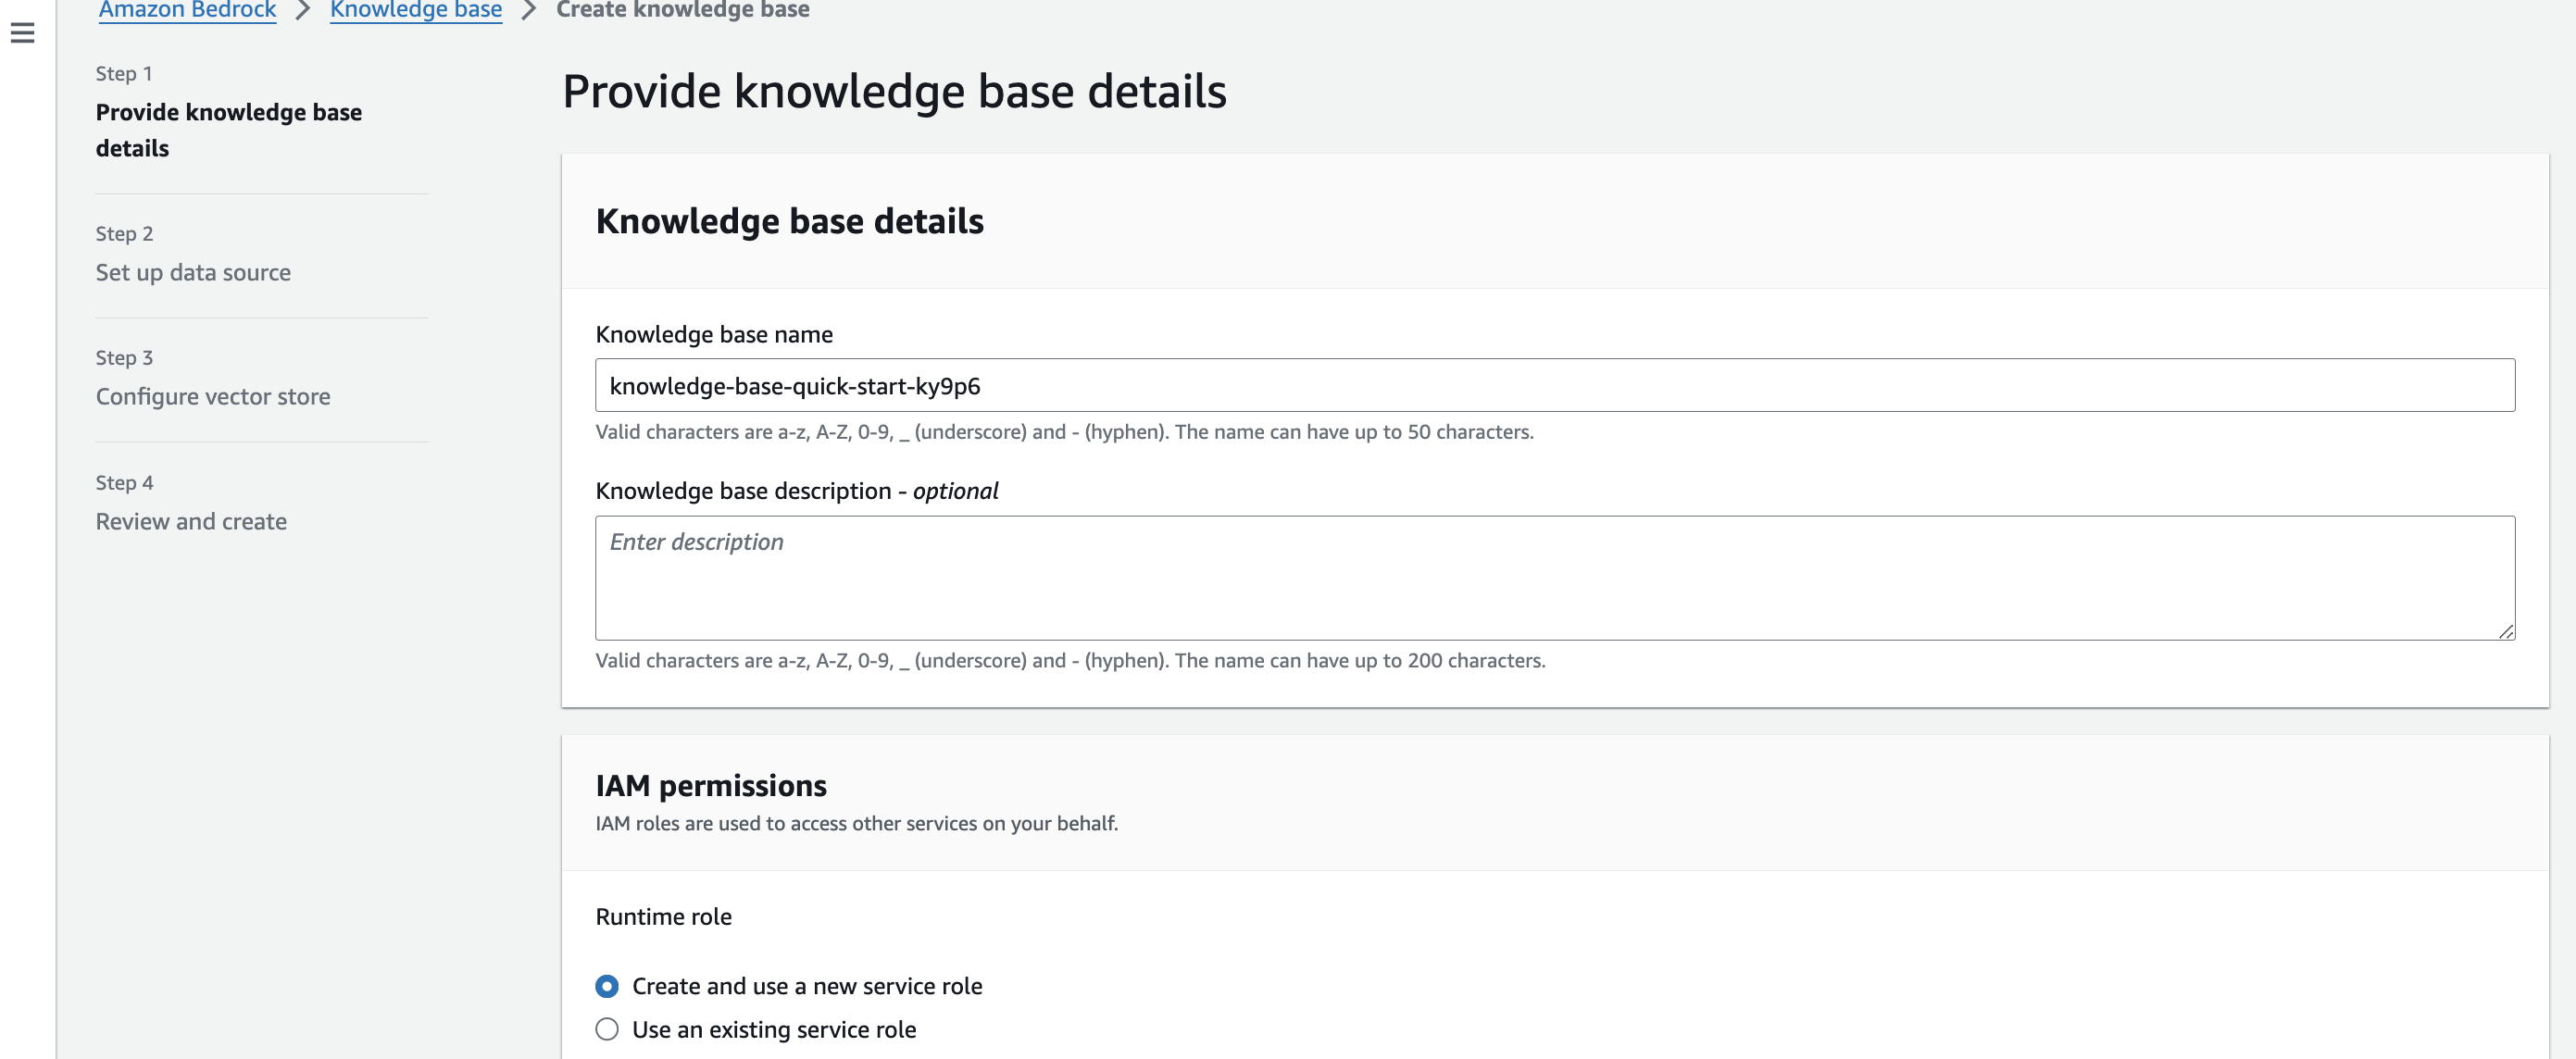 Amazon Bedrock > Knowledge base > Create knowledge base
Step 1
Provide knowledge base
details
Step 2
Set up data source
Step 3
Configure vector store
Step 4
Review and create
Provide knowledge base details
Knowledge base details
Knowledge base name
knowledge-base-quick-start-ky9p6
Valid characters are a-z, A-Z, 0-9, _ (underscore) and - (hyphen). The name can have up to 50 characters.
Knowledge base description - optional
Enter description
Valid characters are a-z, A-Z, 0-9, _ (underscore) and - (hyphen). The name can have up to 200 characters.
IAM permissions
IAM roles are used to access other services on your behalf.
Runtime role
Create and use a new service role
Use an existing service role